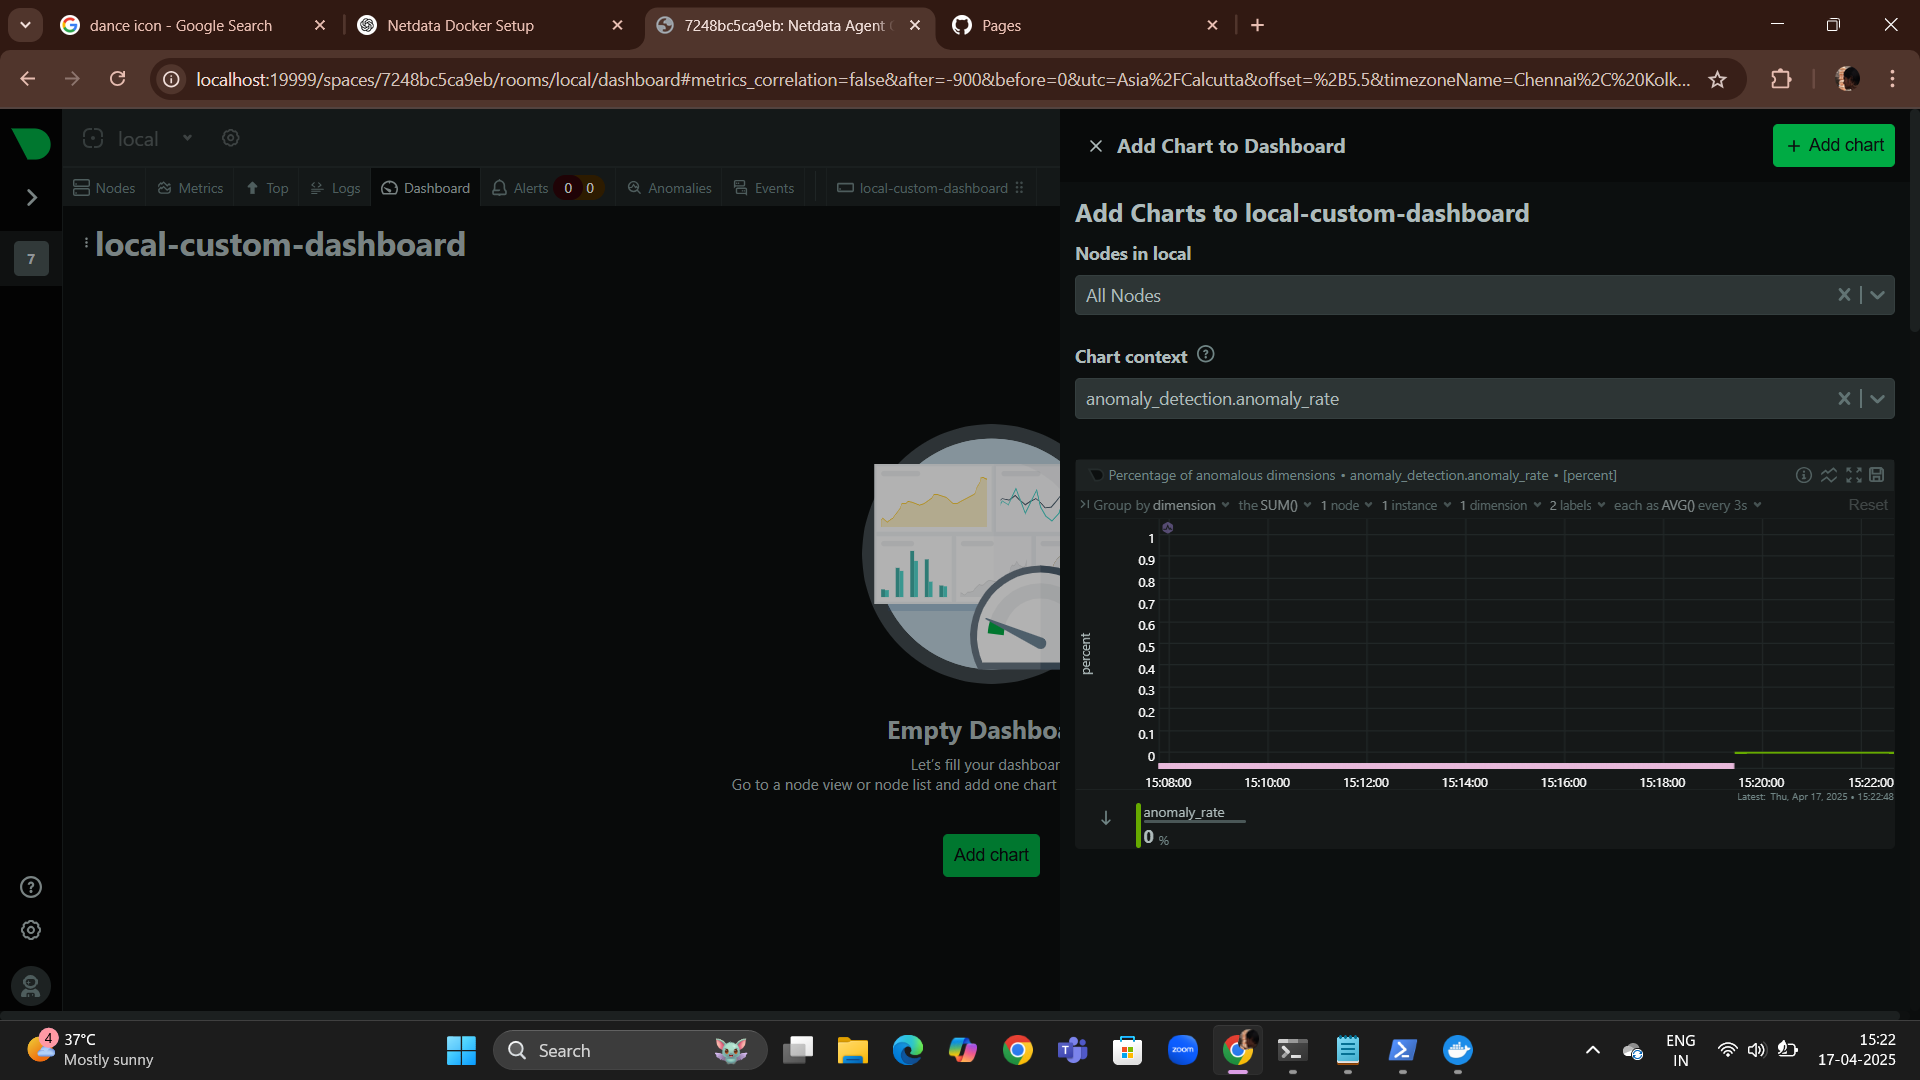 dance icon - Google Search
Netdata Docker Setup
7248bc5ca9eb: Netdata Agent
Pages
localhost:19999/spaces/7248bc5ca9eb/rooms/local/dashboard#metrics_correlation=false&after=-900&before=0&utc=Asia%2FCalcutta&offset=%2B5.5&timezoneName=Chennai%2C%20Kolk...
local
Nodes
Metrics
Top
Logs
Dashboard
Alerts 0 0
Anomalies
Events
local-custom-dashboard
7
local-custom-dashboard
Empty Dashboa
Let's fill your dashboar
Go to a node view or node list and add one chart
Add chart
Add Chart to Dashboard
+ Add chart
Add Charts to local-custom-dashboard
Nodes in local
All Nodes
Chart context
anomaly_detection.anomaly_rate
Percentage of anomalous dimensions • anomaly_detection.anomaly_rate • [percent]
Group by dimension the SUM() 1 node 1 instance 1 dimension 2 labels each as AVG() every 3s Reset
percent
1
0.9
0.8
0.7
0.6
0.5
0.4
0.3
0.2
0.1
0
15:08:00 15:10:00 15:12:00 15:14:00 15:16:00 15:18:00 15:20:00 15:22:00
Latest: Thu, Apr 17, 2025 • 15:22:48
anomaly_rate
0 %
4
37°C
Mostly sunny
Search
zoom
ENG
IN
15:22
17-04-2025